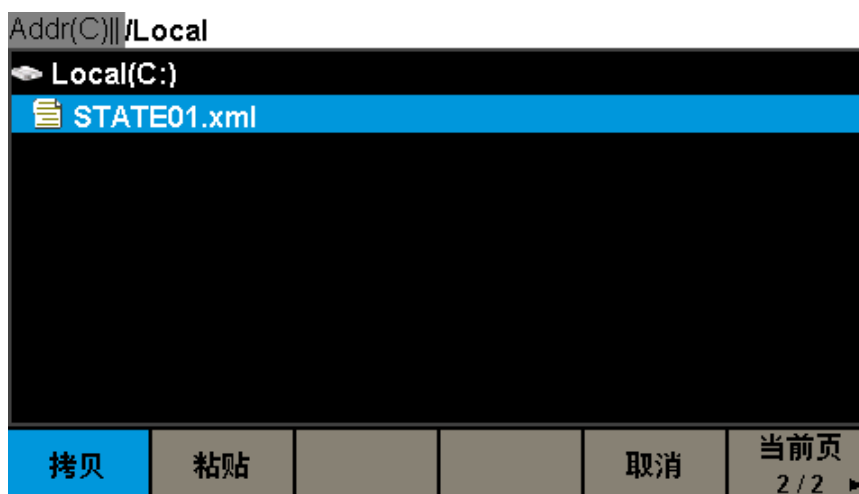 Addr(C)|| /Local
Local(C:)
STATE01.xml
拷贝 粘贴 取消 当前页
2/2